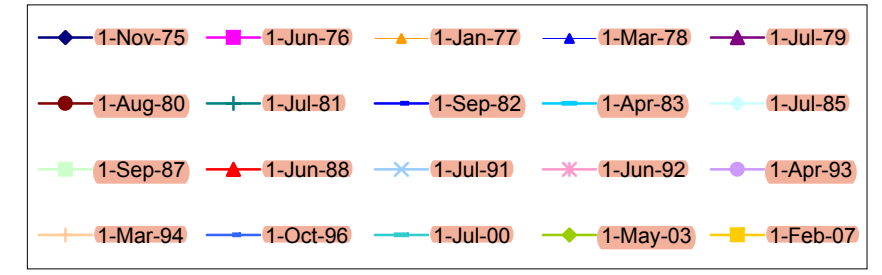 1-Nov-75 1-Jun-76 1-Jan-77 1-Mar-78 1-Jul-79
1-Aug-80 1-Jul-81 1-Sep-82 1-Apr-83 1-Jul-85
1-Sep-87 1-Jun-88 1-Jul-91 1-Jun-92 1-Apr-93
1-Mar-94 1-Oct-96 1-Jul-00 1-May-03 1-Feb-07